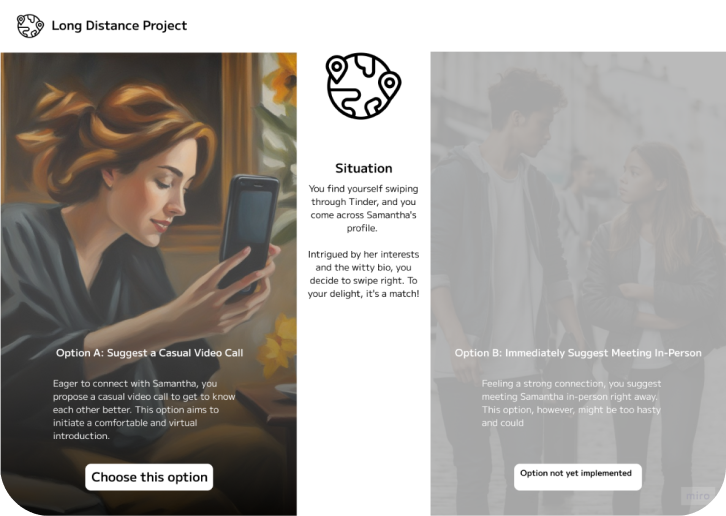 Long Distance Project
Situation
You find yourself swiping
through Tinder, and you
come across Samantha's
profile.
Intrigued by her interests
and the witty bio, you
decide to swipe right. To
your delight, it's a match!
Option A: Suggest a Casual Video Call
Eager to connect with Samantha, you
propose a casual video call to get to know
each other better. This option aims to
initiate a comfortable and virtual
introduction.
Choose this option
Option B: Immediately Suggest Meeting In-Person
Feeling a strong connection, you suggest
meeting Samantha in-person right away.
This option, however, might be too hasty
and could
Option not yet implemented
miro